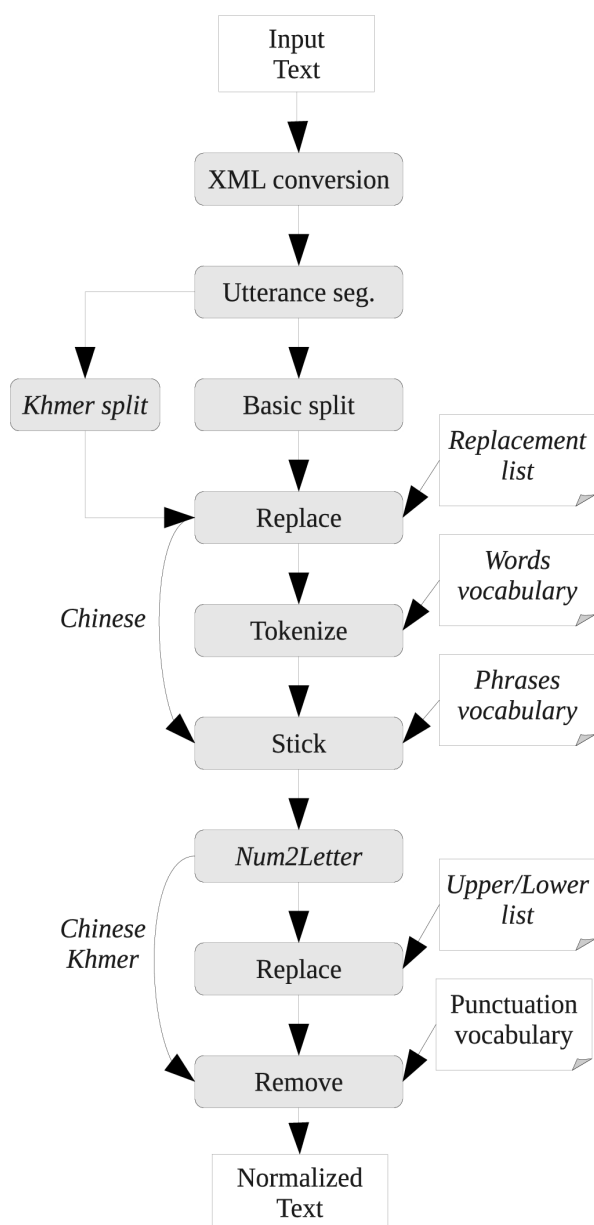 Input
Text
XML conversion
Utterance seg.
Khmer split
Basic split
Replacement
list
Replace
Words
vocabulary
Chinese
Tokenize
Phrases
vocabulary
Stick
Num2Letter
Upper/Lower
list
Chinese
Khmer
Replace
Punctuation
vocabulary
Remove
Normalized
Text